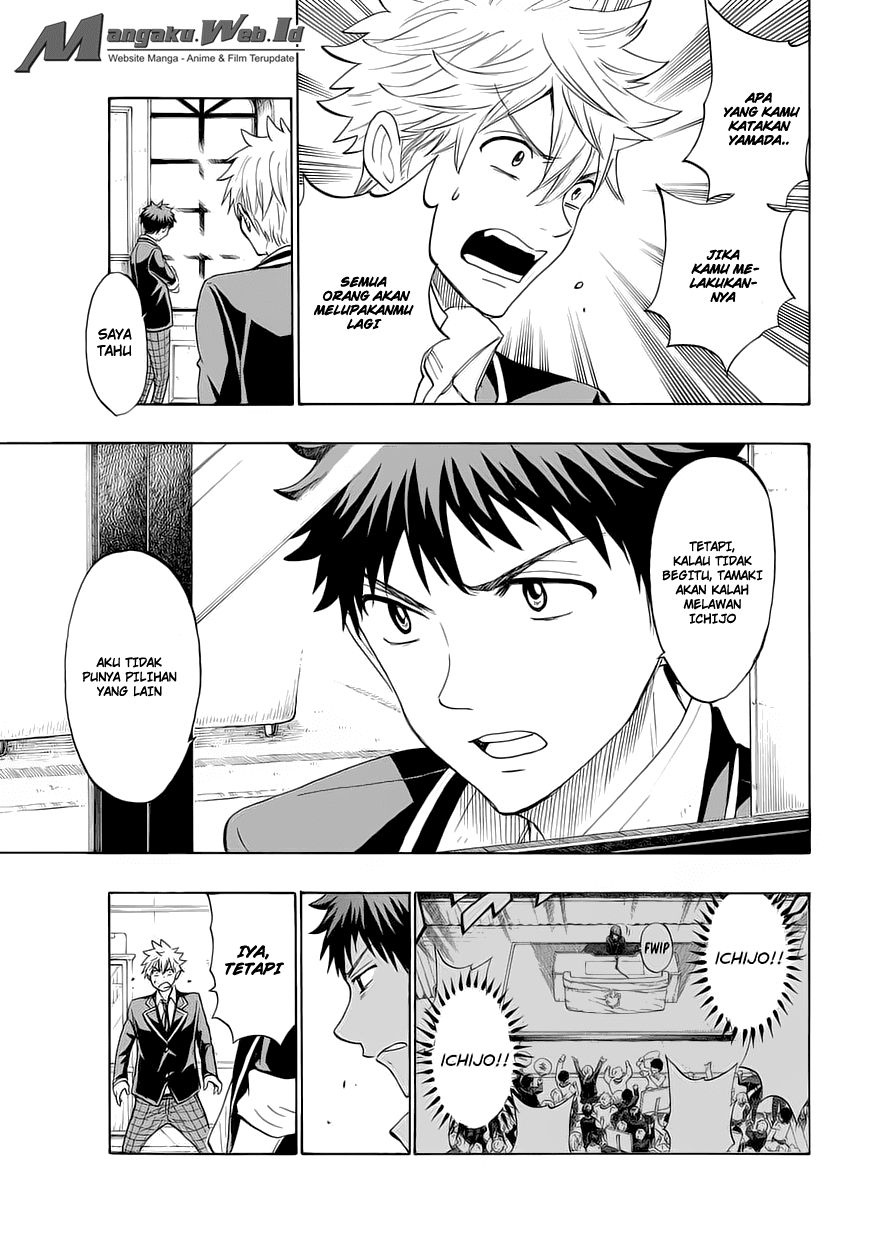 Mangaku.Web.Id
Website Manga - Anime & Film Terupdate
APA
YANG KAMU
KATAKAN
YAMADA..
JIKA
KAMU ME-
LAKUKAN-
NYA
SEMUA
ORANG AKAN
MELUPAKANMU
LAGI
SAYA
TAHU
TETAPI,
KALAU TIDAK
BEGITU, TAMAKI
AKAN KALAH
MELAWAN
ICHIJO
AKU TIDAK
PUNYA PILIHAN
YANG LAIN
ICHIJO!!
FWIP
ICHIJO!!
IYA,
TETAPI